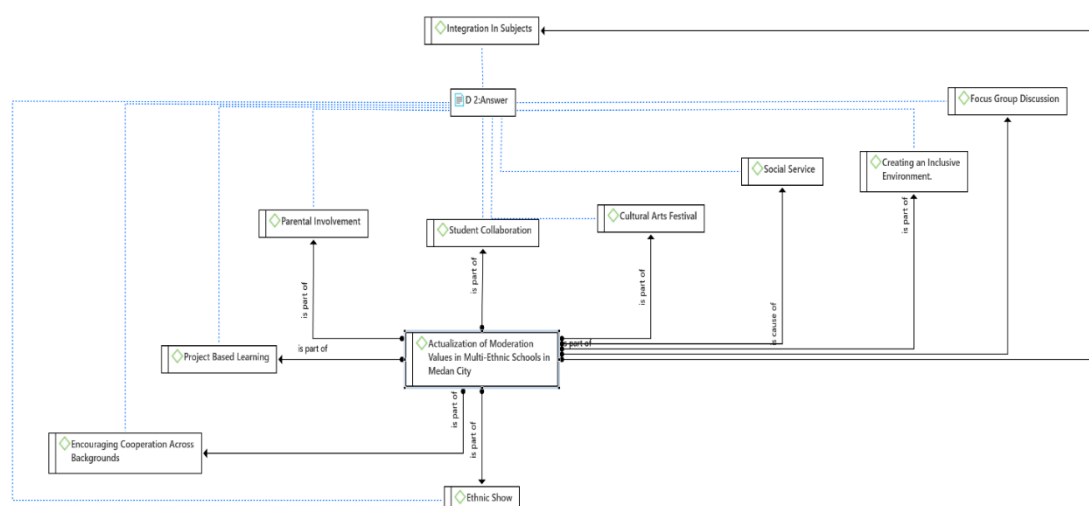 Integration In Subjects
D 2:Answer
Focus Group Discussion
Creating an Inclusive
Environment.
Social Service
Parental Involvement
Cultural Arts Festival
Student Collaboration
is part of
is part of
is part of
is part of
is cause of
is part of
Actualization of Moderation
Values in Multi-Ethnic Schools in
Medan City
is part of
Project Based Learning
is part of
is part of
Encouraging Cooperation Across
Backgrounds
Ethnic Show